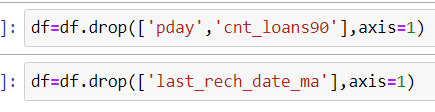 ]: df=df.drop(['pday','cnt_loans90'],axis=1)
]: df=df.drop(['last_rech_date_ma'],axis=1)